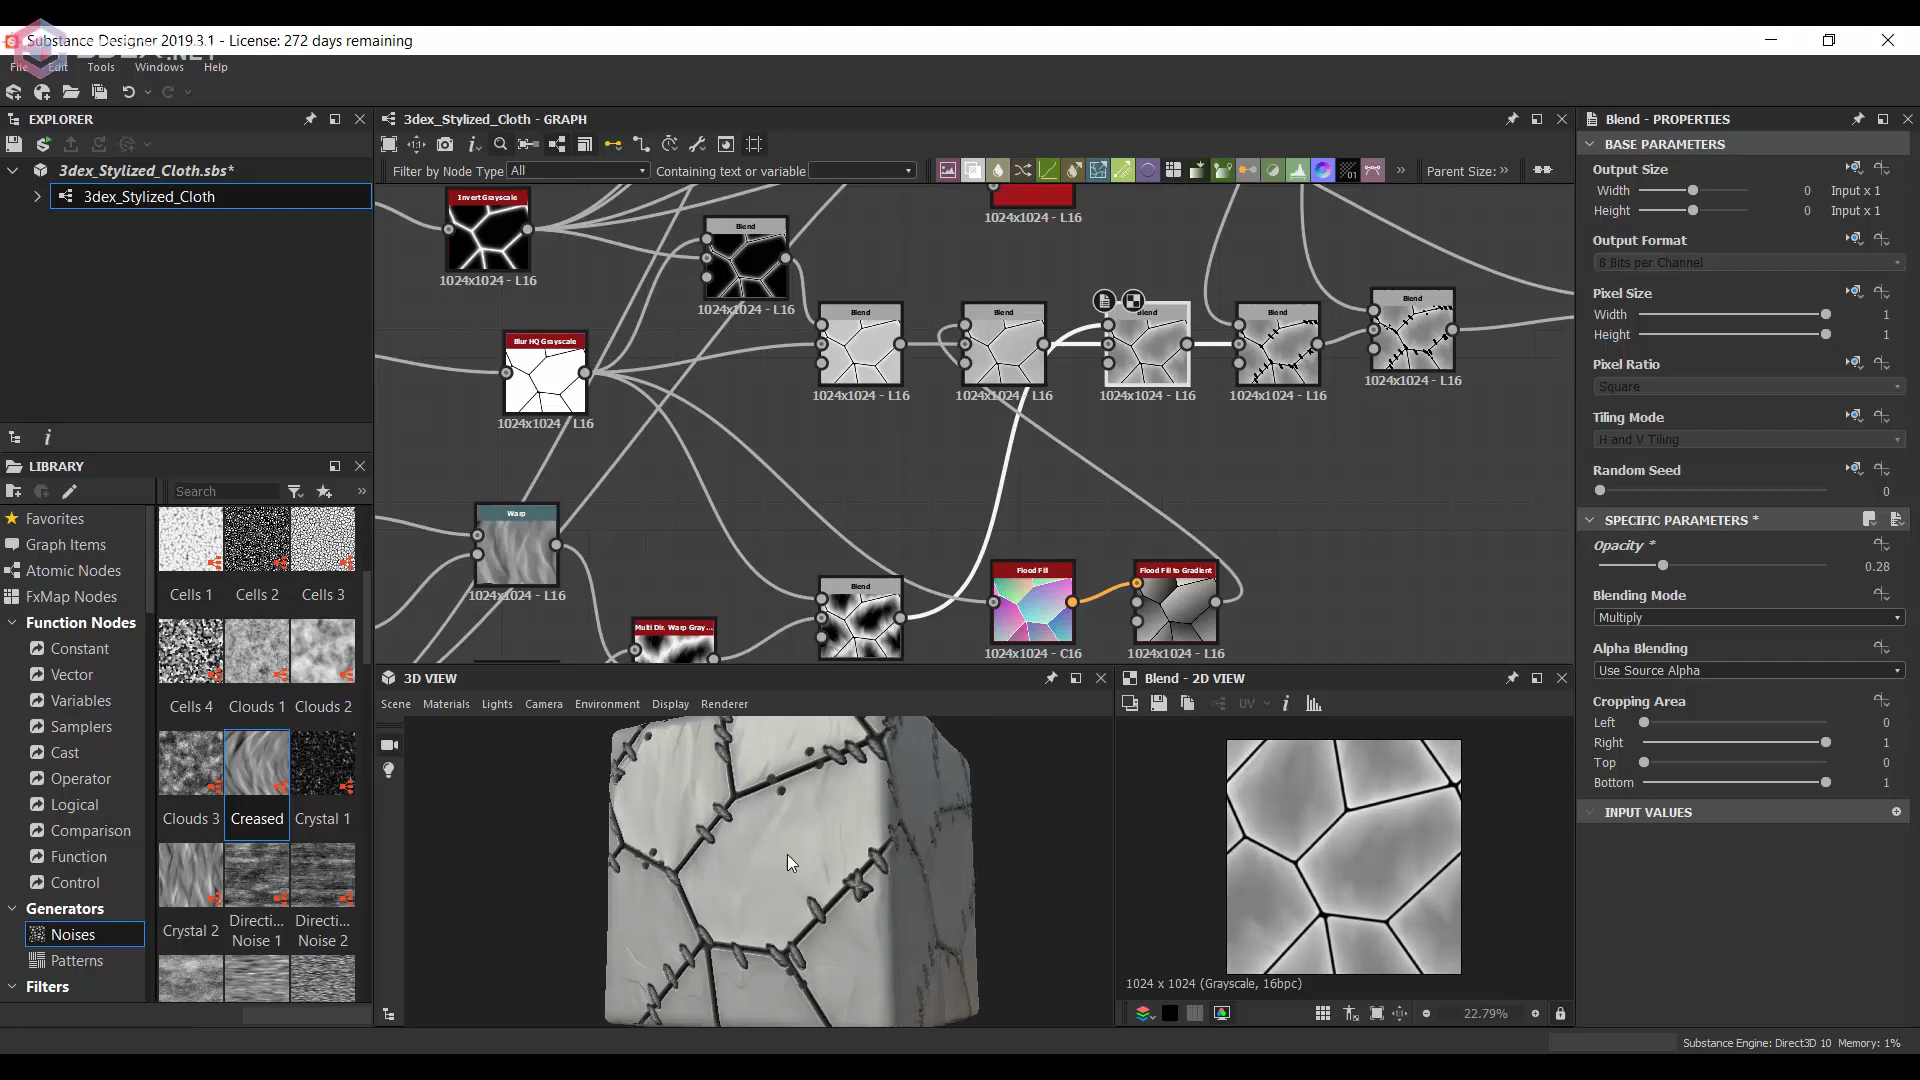 Substance Designer 2019.3.1 - License: 272 days remaining
File Edit Tools Windows Help
EXPLORER
3dex_Stylized_Cloth.sbs*
3dex_Stylized_Cloth
LIBRARY
Search
Favorites
Graph Items
Atomic Nodes
FxMap Nodes
Function Nodes
Constant
Vector
Variables
Samplers
Cast
Operator
Logical
Comparison
Function
Control
Generators
Noises
Patterns
Filters
Cells 1 Cells 2 Cells 3
Cells 4 Clouds 1 Clouds 2
Clouds 3 Creased Crystal 1
Crystal 2 Directi... Noise 1 Directi... Noise 2
3dex_Stylized_Cloth - GRAPH
Filter by Node Type All Containing text or variable
Parent Size: »
Invert Grayscale
1024x1024 - L16
Blend
1024x1024 - L16
1024x1024 - L16
Blur HQ Grayscale
1024x1024 - L16
Blend
1024x1024 - L16
Blend
1024x1024 - L16
Blend
1024x1024 - L16
Blend
1024x1024 - L16
Blend
1024x1024 - L16
Warp
1024x1024 - L16
Multi Dir. Warp Gray...
Blend
Flood Fill
1024x1024 - C16
Flood Fill to Gradient
1024x1024 - L16
3D VIEW
Scene Materials Lights Camera Environment Display Renderer
Blend - 2D VIEW
UV
1024 x 1024 (Grayscale, 16bpc)
22.79%
Blend - PROPERTIES
BASE PARAMETERS
Output Size
Width 0 Input x 1
Height 0 Input x 1
Output Format
8 Bits per Channel
Pixel Size
Width 1
Height 1
Pixel Ratio
Square
Tiling Mode
H and V Tiling
Random Seed
0
SPECIFIC PARAMETERS *
Opacity *
0.28
Blending Mode
Multiply
Alpha Blending
Use Source Alpha
Cropping Area
Left 0
Right 1
Top 0
Bottom 1
INPUT VALUES
Substance Engine: Direct3D 10 Memory: 1%